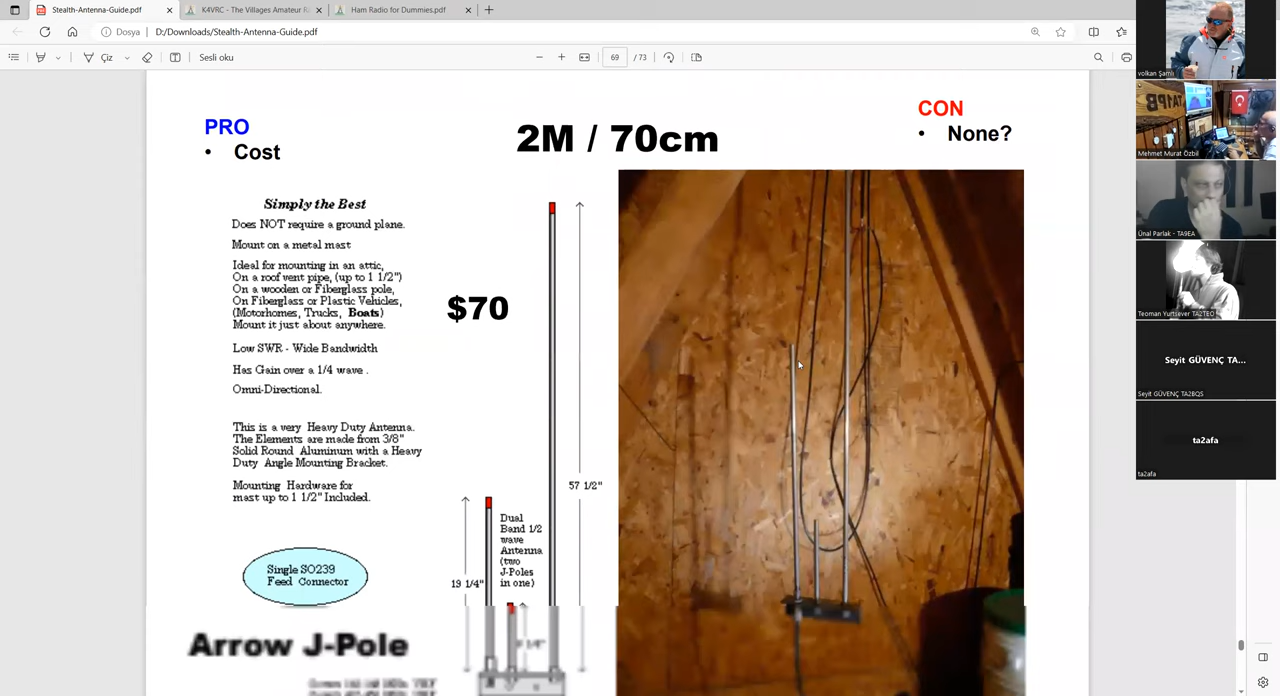 Stealth-Antenna-Guide.pdf
K4VRC - The Villages Amateur R
Ham Radio for Dummies.pdf
Dosya
D:/Downloads/Stealth-Antenna-Guide.pdf
Çiz
Sesli oku
69
/ 73
PRO
• Cost
2M / 70cm
CON
• None?
Simply the Best
Does NOT require a ground plane.
Mount on a metal mast
Ideal for mounting in an attic,
On a roof vent pipe, (up to 1 1/2")
On a wooden or Fiberglass pole,
On Fiberglass or Plastic Vehicles,
(Motorhomes, Trucks, Boats)
Mount it just about anywhere.
Low SWR - Wide Bandwidth
Has Gain over a 1/4 wave .
Omni-Directional.
This is a very Heavy Duty Antenna.
The Elements are made from 3/8"
Solid Round Aluminum with a Heavy
Duty Angle Mounting Bracket.
Mounting Hardware for
mast up to 1 1/2" Included.
$70
57 1/2"
Dual
Band 1/2
wave
Antenna
(two
J-Poles
in one)
19 1/4"
Single SO239
Feed Connector
Arrow J-Pole
volkan Şamlı
TA1PB
Mehmet Murat Özbil
Ünal Parlak - TA9EA
Teoman Yurtsever TA2TEO
Seyit GÜVENÇ TA...
Seyit GÜVENÇ TA2BQS
ta2afa
ta2afa